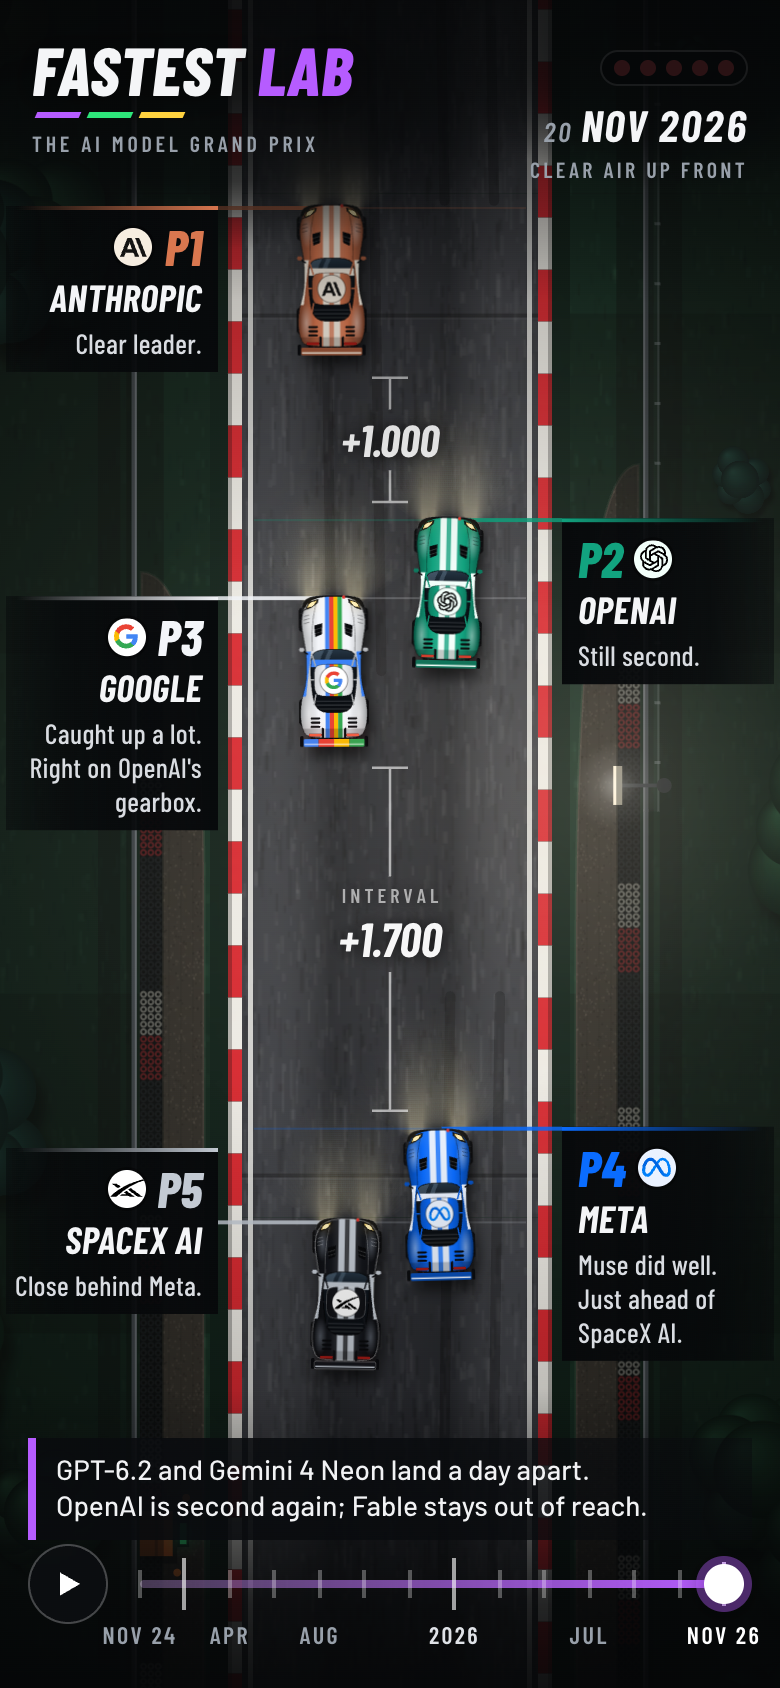 FASTEST LAB
THE AI MODEL GRAND PRIX
20 NOV 2026
CLEAR AIR UP FRONT
P1
ANTHROPIC
Clear leader.
+1.000
P2
OPENAI
Still second.
P3
GOOGLE
Caught up a lot.
Right on OpenAI's
gearbox.
INTERVAL
+1.700
P4
META
Muse did well.
Just ahead of
SpaceX AI.
P5
SPACEX AI
Close behind Meta.
GPT-6.2 and Gemini 4 Neon land a day apart.
OpenAI is second again; Fable stays out of reach.
NOV 24 APR AUG 2026 JUL NOV 26